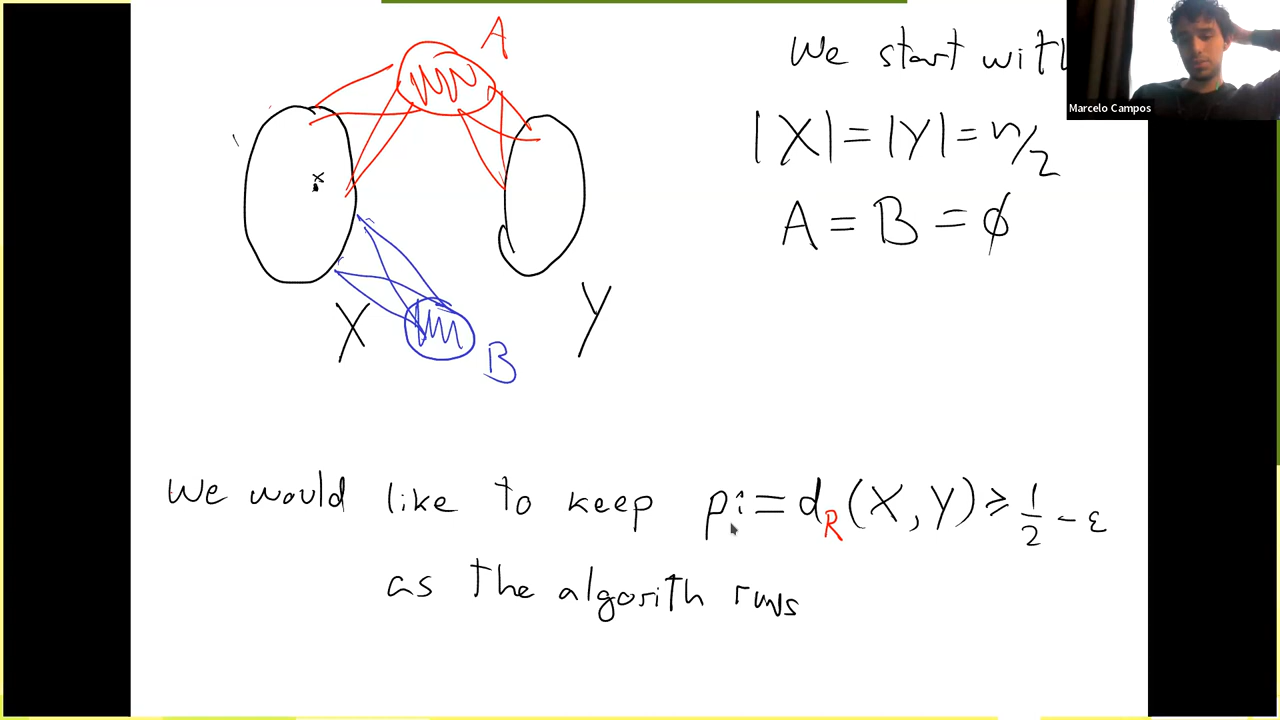 A
We start with
Marcelo Campos
|X| = |Y| = n/2
x
A = B = ∅
X
Y
B
We would like to keep p := d_R(X, Y) ≥ 1/2 - ε
as the algorith runs